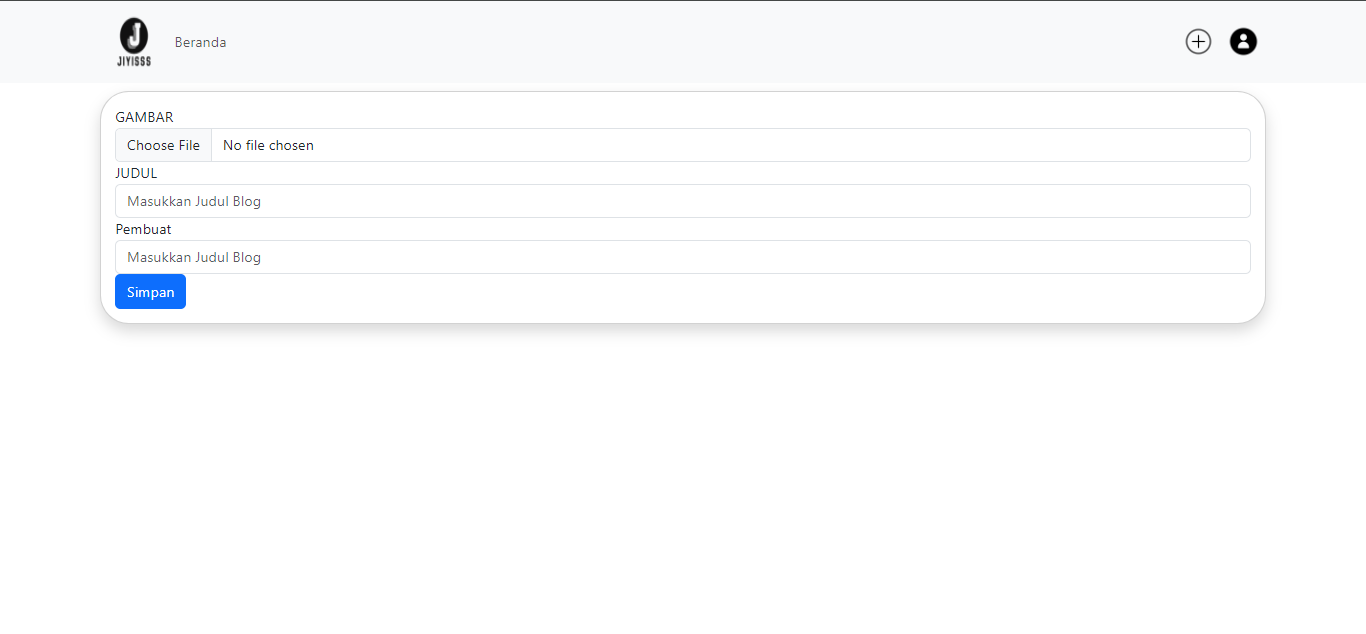 J
JIYISSS
Beranda
GAMBAR
Choose File No file chosen
JUDUL
Masukkan Judul Blog
Pembuat
Masukkan Judul Blog
Simpan